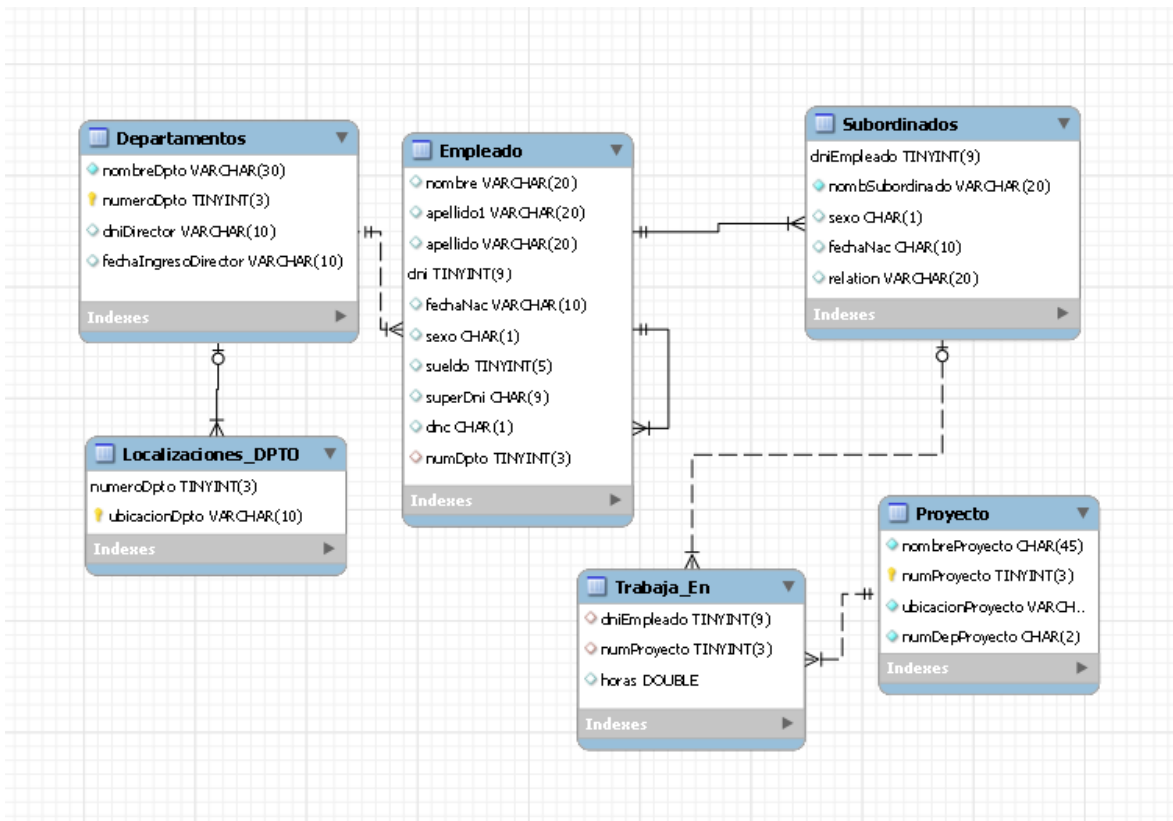 Departamentos
nombreDpto VARCHAR(30)
numeroDpto TINYINT(3)
dniDirector VARCHAR(10)
fechaIngresoDirector VARCHAR(10)
Indexes
Empleado
nombre VARCHAR(20)
apellido1 VARCHAR(20)
apellido VARCHAR(20)
dni TINYINT(9)
fechaNac VARCHAR(10)
sexo CHAR(1)
sueldo TINYINT(5)
superDni CHAR(9)
dnc CHAR(1)
numDpto TINYINT(3)
Indexes
Subordinados
dniEmpleado TINYINT(9)
nombSubordinado VARCHAR(20)
sexo CHAR(1)
fechaNac CHAR(10)
relation VARCHAR(20)
Indexes
Localizaciones_DPTO
numeroDpto TINYINT(3)
ubicacionDpto VARCHAR(10)
Indexes
Trabaja_En
dniEmpleado TINYINT(9)
numProyecto TINYINT(3)
horas DOUBLE
Indexes
Proyecto
nombreProyecto CHAR(45)
numProyecto TINYINT(3)
ubicacionProyecto VARCH..
numDepProyecto CHAR(2)
Indexes